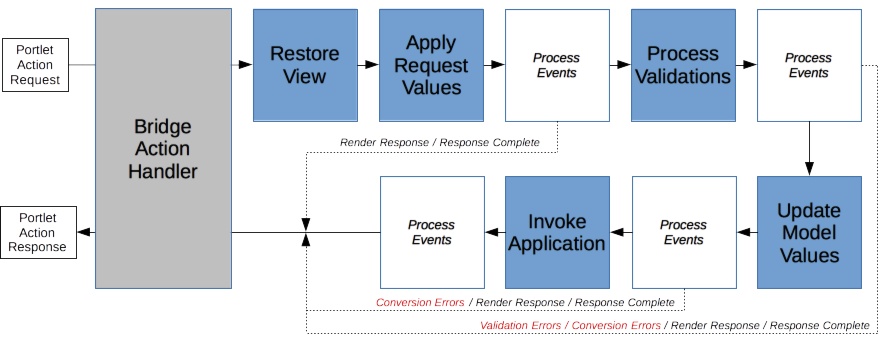 Portlet
Action
Request
Bridge
Action
Handler
Restore
View
Apply
Request
Values
Process
Events
Process
Validations
Process
Events
Render Response / Response Complete
Portlet
Action
Response
Process
Events
Invoke
Application
Process
Events
Update
Model
Values
Conversion Errors / Render Response / Response Complete
Validation Errors / Conversion Errors / Render Response / Response Complete